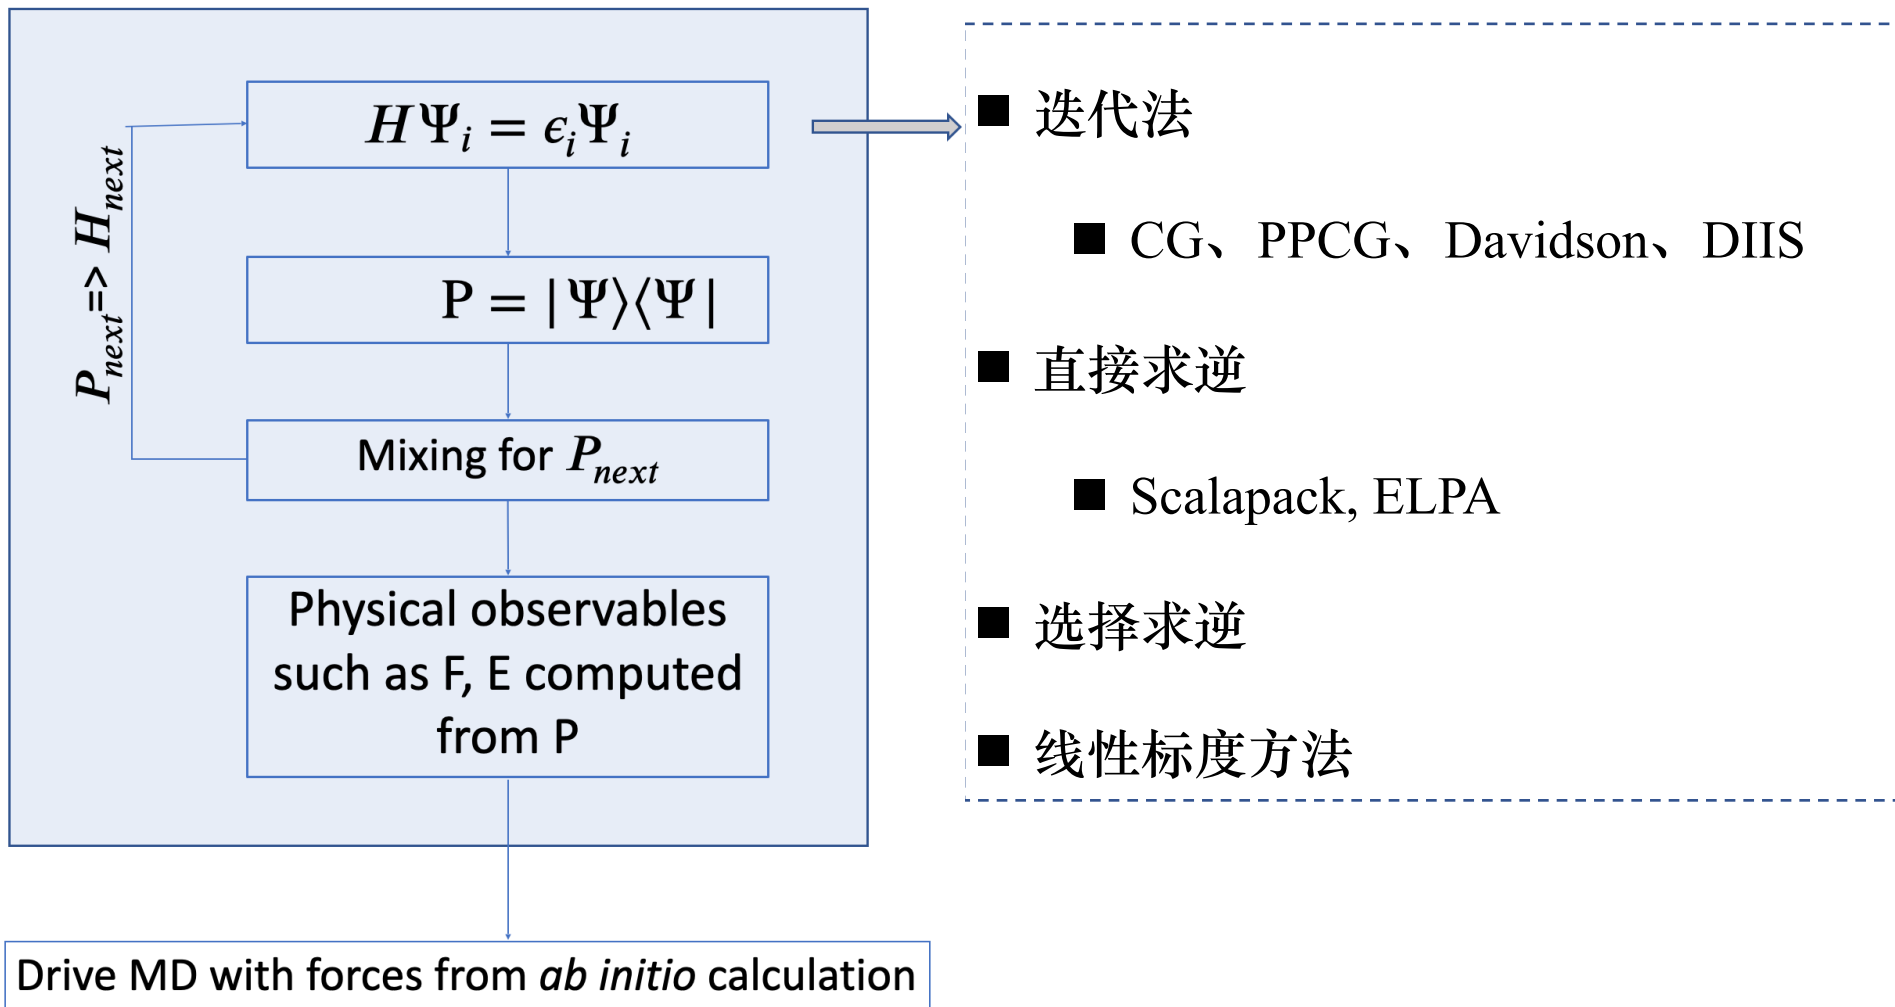 HΨᵢ = ϵᵢΨᵢ
P = |Ψ⟩⟨Ψ|
Mixing for P_next
P_next => H_next
Physical observables
such as F, E computed
from P
Drive MD with forces from ab initio calculation
■ 迭代法
■ CG、PPCG、Davidson、DIIS
■ 直接求逆
■ Scalapack, ELPA
■ 选择求逆
■ 线性标度方法